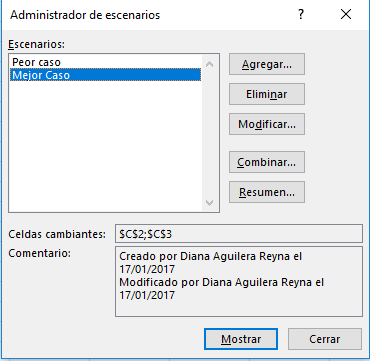 Administrador de escenarios ? ×
Escenarios:
Peor caso
Mejor Caso
Agregar...
Eliminar
Modificar...
Combinar...
Resumen...
Celdas cambiantes: $C$2;$C$3
Comentario:
Creado por Diana Aguilera Reyna el
17/01/2017
Modificado por Diana Aguilera Reyna el
17/01/2017
Mostrar
Cerrar